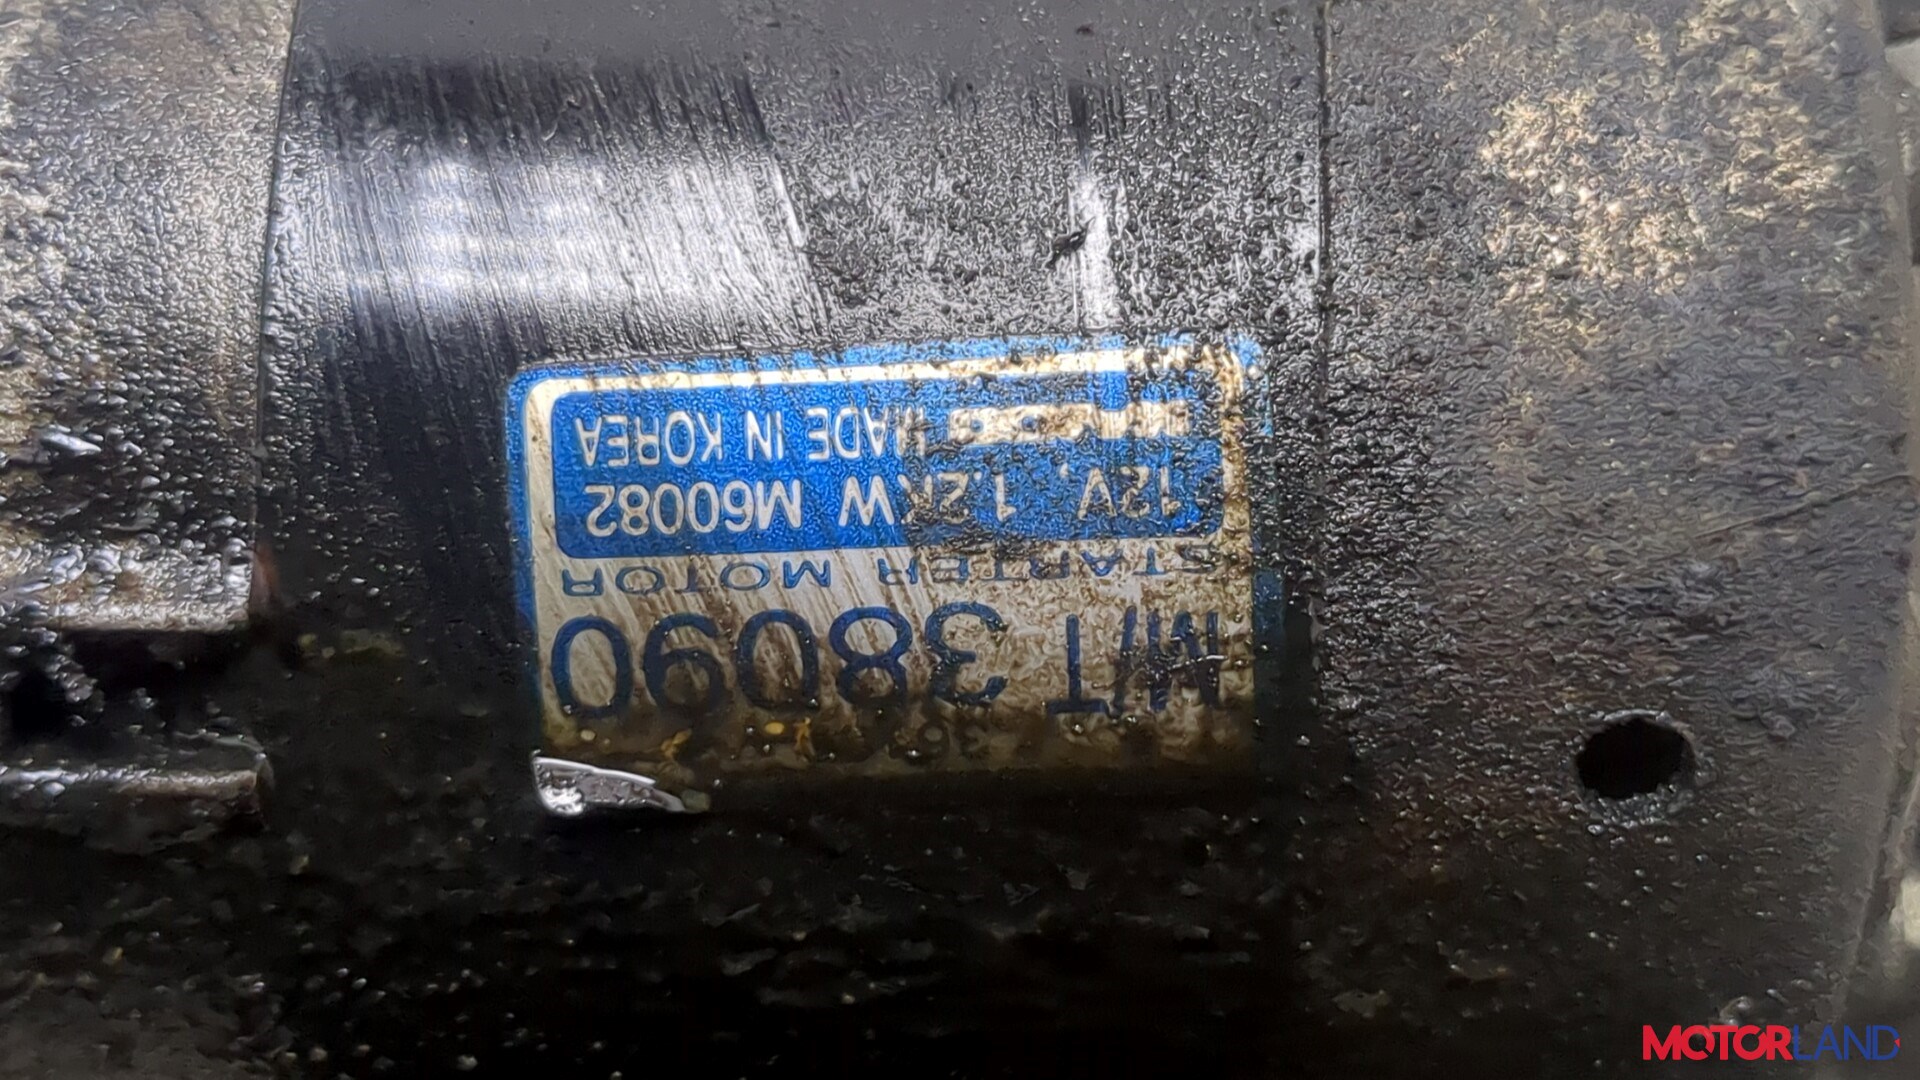 M/T 38090
STARTER MOTOR
12V, 1.2KW M60082
MADE IN KOREA
MOTORLAND